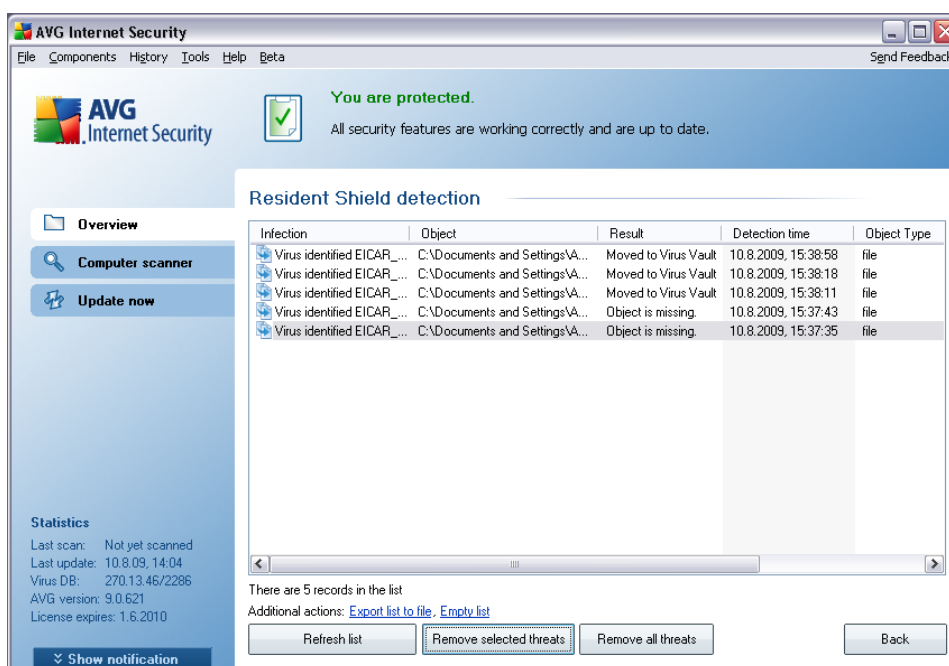 AVG Internet Security
File Components History Tools Help Beta Send Feedback
AVG
Internet Security
You are protected.
All security features are working correctly and are up to date.
Overview
Computer scanner
Update now
Resident Shield detection
Infection Object Result Detection time Object Type
Virus identified EICAR_... C:\Documents and Settings\A... Moved to Virus Vault 10.8.2009, 15:38:58 file
Virus identified EICAR_... C:\Documents and Settings\A... Moved to Virus Vault 10.8.2009, 15:38:18 file
Virus identified EICAR_... C:\Documents and Settings\A... Moved to Virus Vault 10.8.2009, 15:38:11 file
Virus identified EICAR_... C:\Documents and Settings\A... Object is missing. 10.8.2009, 15:37:43 file
Virus identified EICAR_... C:\Documents and Settings\A... Object is missing. 10.8.2009, 15:37:35 file
Statistics
Last scan: Not yet scanned
Last update: 10.8.09, 14:04
Virus DB: 270.13.46/2286
AVG version: 9.0.621
License expires: 1.6.2010
Show notification
There are 5 records in the list
Additional actions: Export list to file, Empty list
Refresh list Remove selected threats Remove all threats Back